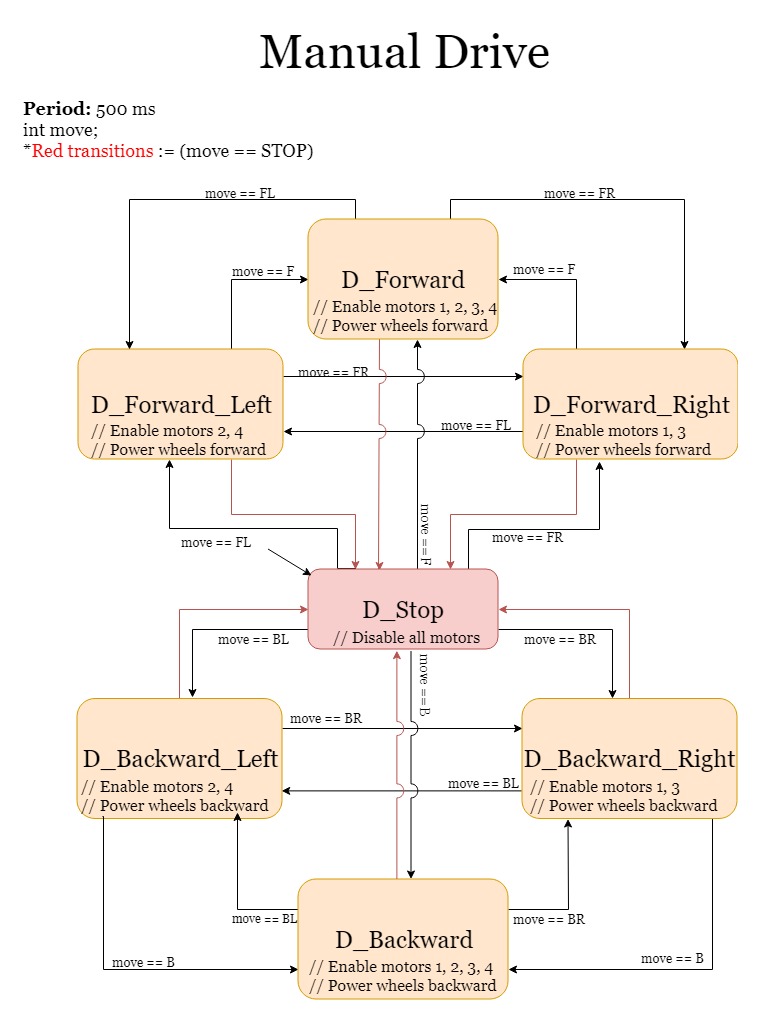 Manual Drive
Period: 500 ms
int move;
*Red transitions := (move == STOP)
move == FL
move == FR
move == F
move == F
D_Forward
// Enable motors 1, 2, 3, 4
// Power wheels forward
move == FR
D_Forward_Left
// Enable motors 2, 4
// Power wheels forward
D_Forward_Right
// Enable motors 1, 3
// Power wheels forward
move == FL
move == FL
move ==F
move == FR
D_Stop
// Disable all motors
move == BL
move == BR
move ==B
move == BR
D_Backward_Left
// Enable motors 2, 4
// Power wheels backward
D_Backward_Right
// Enable motors 1, 3
// Power wheels backward
move == BL
move == BL
move == BR
D_Backward
// Enable motors 1, 2, 3, 4
// Power wheels backward
move == B
move == B